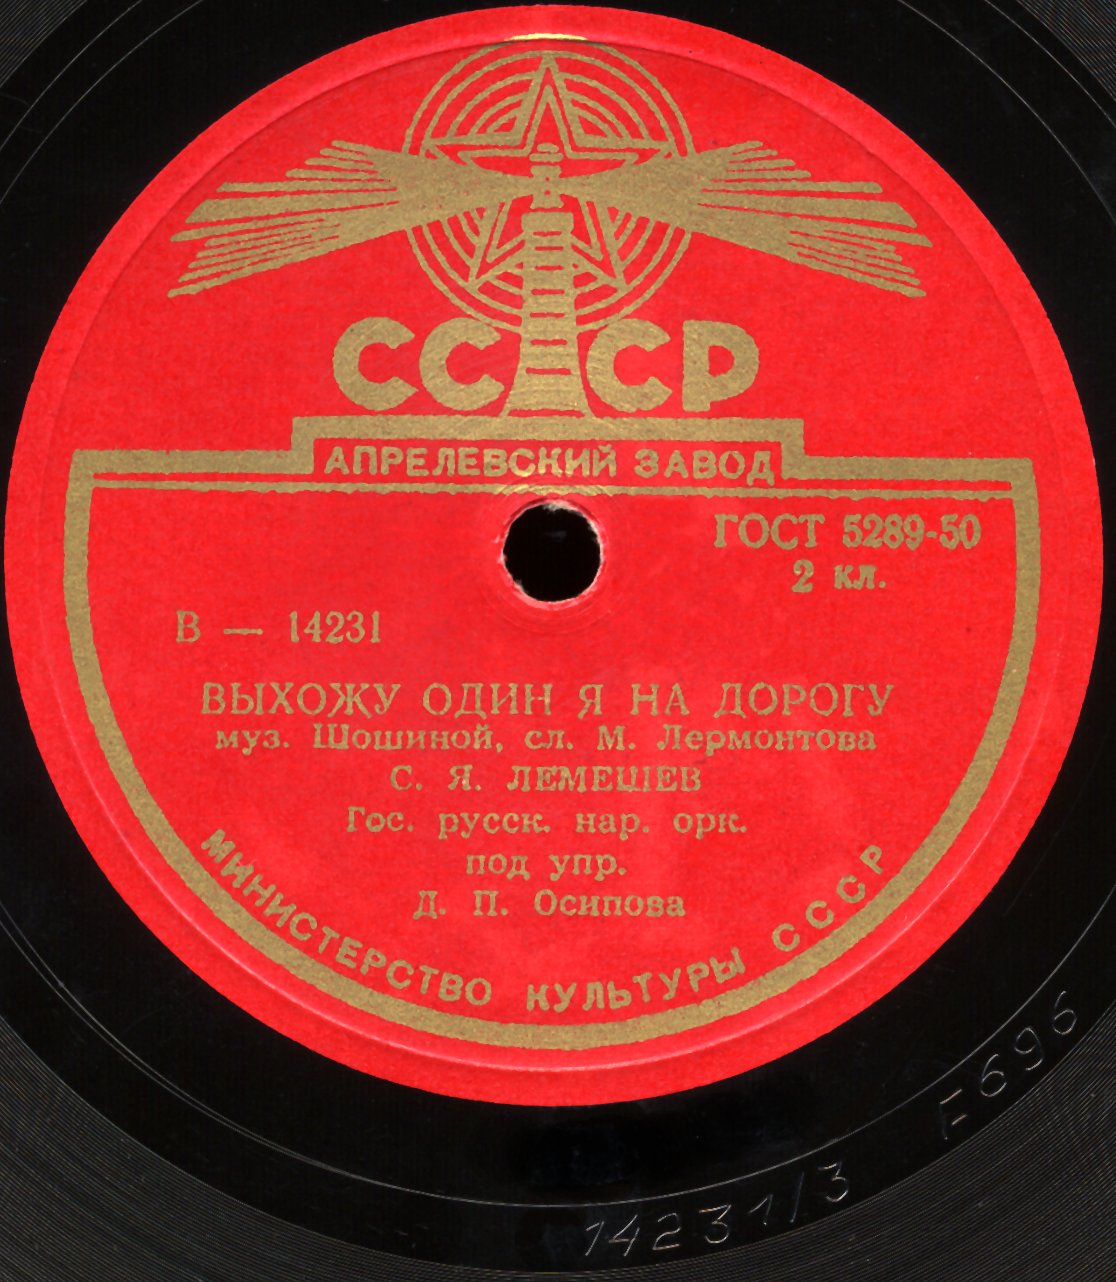 СССР
АПРЕЛЕВСКИЙ ЗАВОД
ГОСТ 5289-50
2 кл.
В — 14231
ВЫХОЖУ ОДИН Я НА ДОРОГУ
муз. Шошиной, сл. М. Лермонтова
С. Я. ЛЕМЕШЕВ
Гос. русск. нар. орк.
под упр.
Д. П. Осипова
МИНИСТЕРСТВО КУЛЬТУРЫ СССР
14231/3
F696